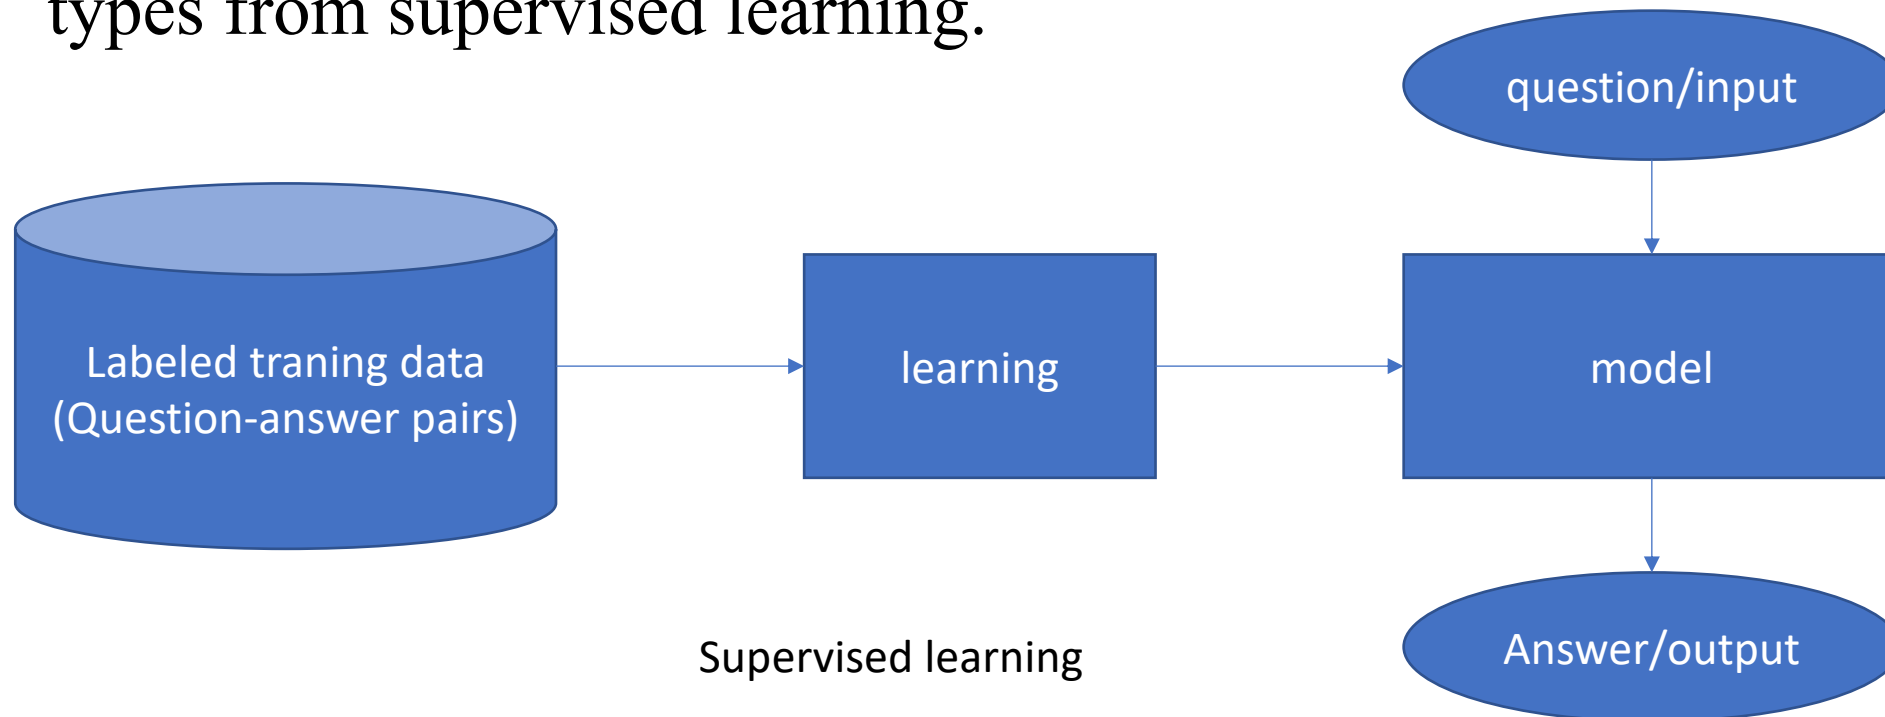 types from supervised learning.
question/input
Labeled traning data
(Question-answer pairs)
learning
model
Answer/output
Supervised learning